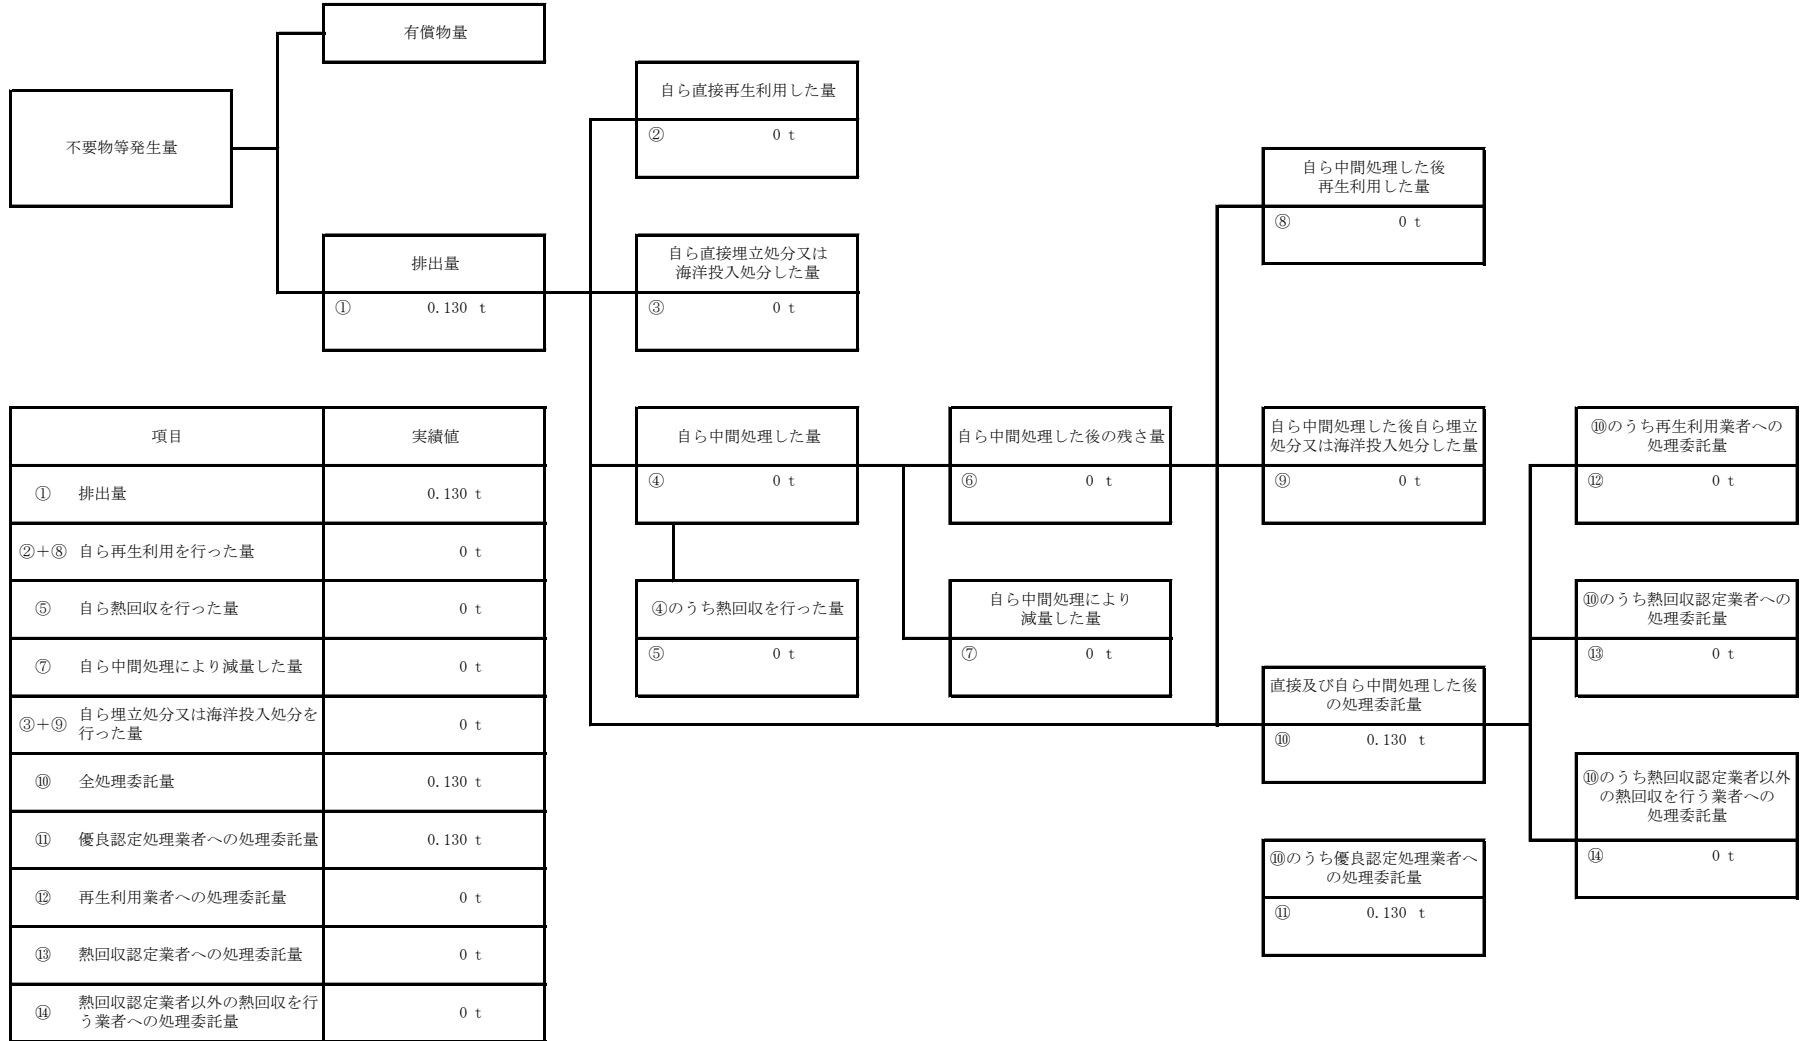 有償物量
不要物等発生量
排出量
① 0.130 t
自ら直接再生利用した量
② 0 t
自ら直接埋立処分又は
海洋投入処分した量
③ 0 t
自ら中間処理した量
④ 0 t
④のうち熱回収を行った量
⑤ 0 t
自ら中間処理した後の残さ量
⑥ 0 t
自ら中間処理により
減量した量
⑦ 0 t
自ら中間処理した後
再生利用した量
⑧ 0 t
自ら中間処理した後自ら埋立
処分又は海洋投入処分した量
⑨ 0 t
直接及び自ら中間処理した後
の処理委託量
⑩ 0.130 t
⑩のうち優良認定処理業者へ
の処理委託量
⑪ 0.130 t
⑩のうち再生利用業者への
処理委託量
⑫ 0 t
⑩のうち熱回収認定業者への
処理委託量
⑬ 0 t
⑩のうち熱回収認定業者以外
の熱回収を行う業者への
処理委託量
⑭ 0 t
項目 実績値
① 排出量 0.130 t
②+⑧ 自ら再生利用を行った量 0 t
⑤ 自ら熱回収を行った量 0 t
⑦ 自ら中間処理により減量した量 0 t
③+⑨ 自ら埋立処分又は海洋投入処分を
行った量 0 t
⑩ 全処理委託量 0.130 t
⑪ 優良認定処理業者への処理委託量 0.130 t
⑫ 再生利用業者への処理委託量 0 t
⑬ 熱回収認定業者への処理委託量 0 t
⑭ 熱回収認定業者以外の熱回収を行
う業者への処理委託量 0 t